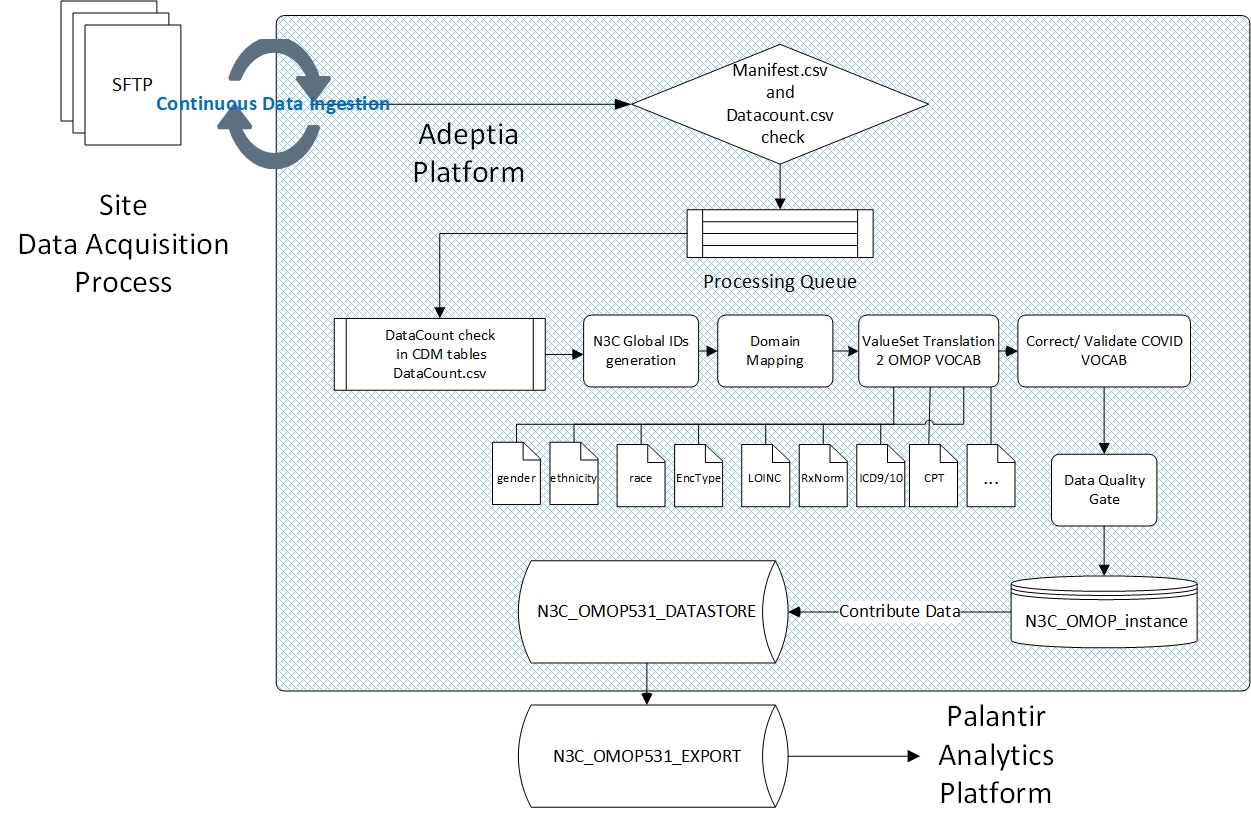 SFTP
Continuous Data Ingestion
Site
Data Acquisition
Process
Adeptia
Platform
Manifest.csv
and
Datacount.csv
check
Processing Queue
DataCount check
in CDM tables
DataCount.csv
N3C Global IDs
generation
Domain
Mapping
ValueSet Translation
2 OMOP VOCAB
Correct/ Validate COVID
VOCAB
gender
ethnicity
race
EncType
LOINC
RxNorm
ICD9/10
CPT
...
Data Quality
Gate
N3C_OMOP_instance
Contribute Data
N3C_OMOP531_DATASTORE
N3C_OMOP531_EXPORT
Palantir
Analytics
Platform